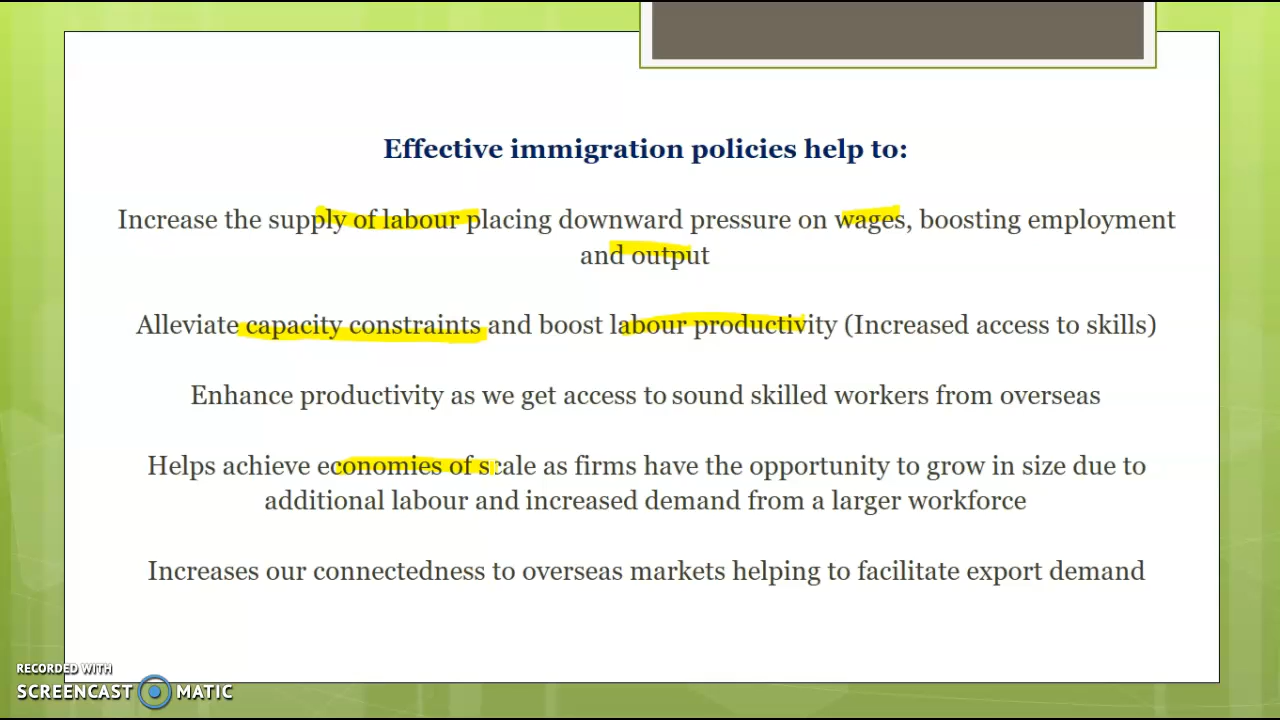 Effective immigration policies help to:
Increase the supply of labour placing downward pressure on wages, boosting employment
and output
Alleviate capacity constraints and boost labour productivity (Increased access to skills)
Enhance productivity as we get access to sound skilled workers from overseas
Helps achieve economies of scale as firms have the opportunity to grow in size due to
additional labour and increased demand from a larger workforce
Increases our connectedness to overseas markets helping to facilitate export demand
RECORDED WITH
SCREENCAST MATIC